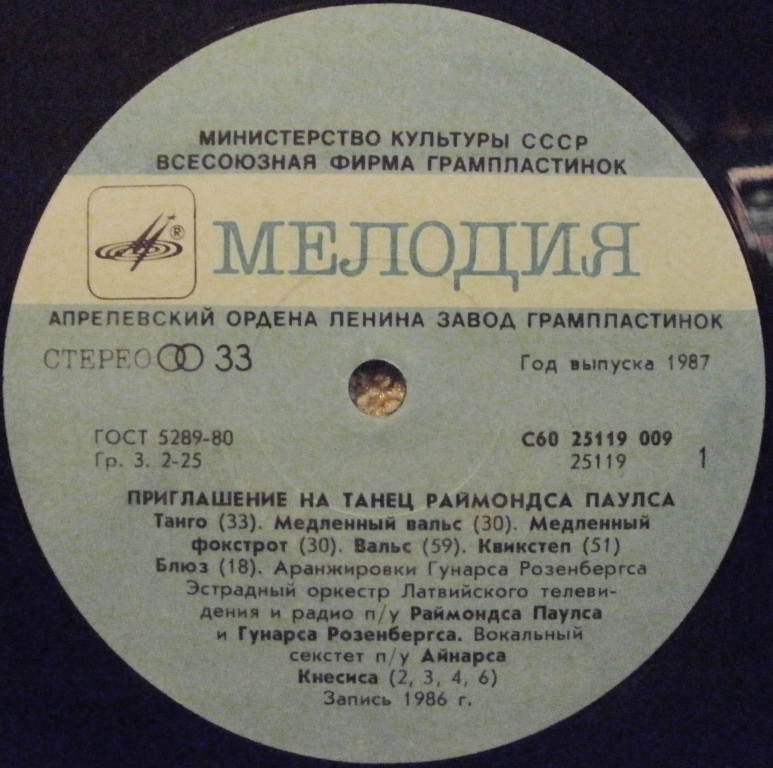 МИНИСТЕРСТВО КУЛЬТУРЫ СССР
ВСЕСОЮЗНАЯ ФИРМА ГРАМПЛАСТИНОК
® МЕЛОДИЯ
АПРЕЛЕВСКИЙ ОРДЕНА ЛЕНИНА ЗАВОД ГРАМПЛАСТИНОК
СТЕРЕО 33 Год выпуска 1987
ГОСТ 5289-80 С60 25119 009
Гр. 3. 2-25 25119 1
ПРИГЛАШЕНИЕ НА ТАНЕЦ РАЙМОНДСА ПАУЛСА
Танго (33). Медленный вальс (30). Медленный
фокстрот (30). Вальс (59). Квикстеп (51)
Блюз (18). Аранжировки Гунарса Розенбергса
Эстрадный оркестр Латвийского телеви-
дения и радио п/у Раймондса Паулса
и Гунарса Розенбергса. Вокальный
секстет п/у Айнарса
Кнесиса (2, 3, 4, 6)
Запись 1986 г.